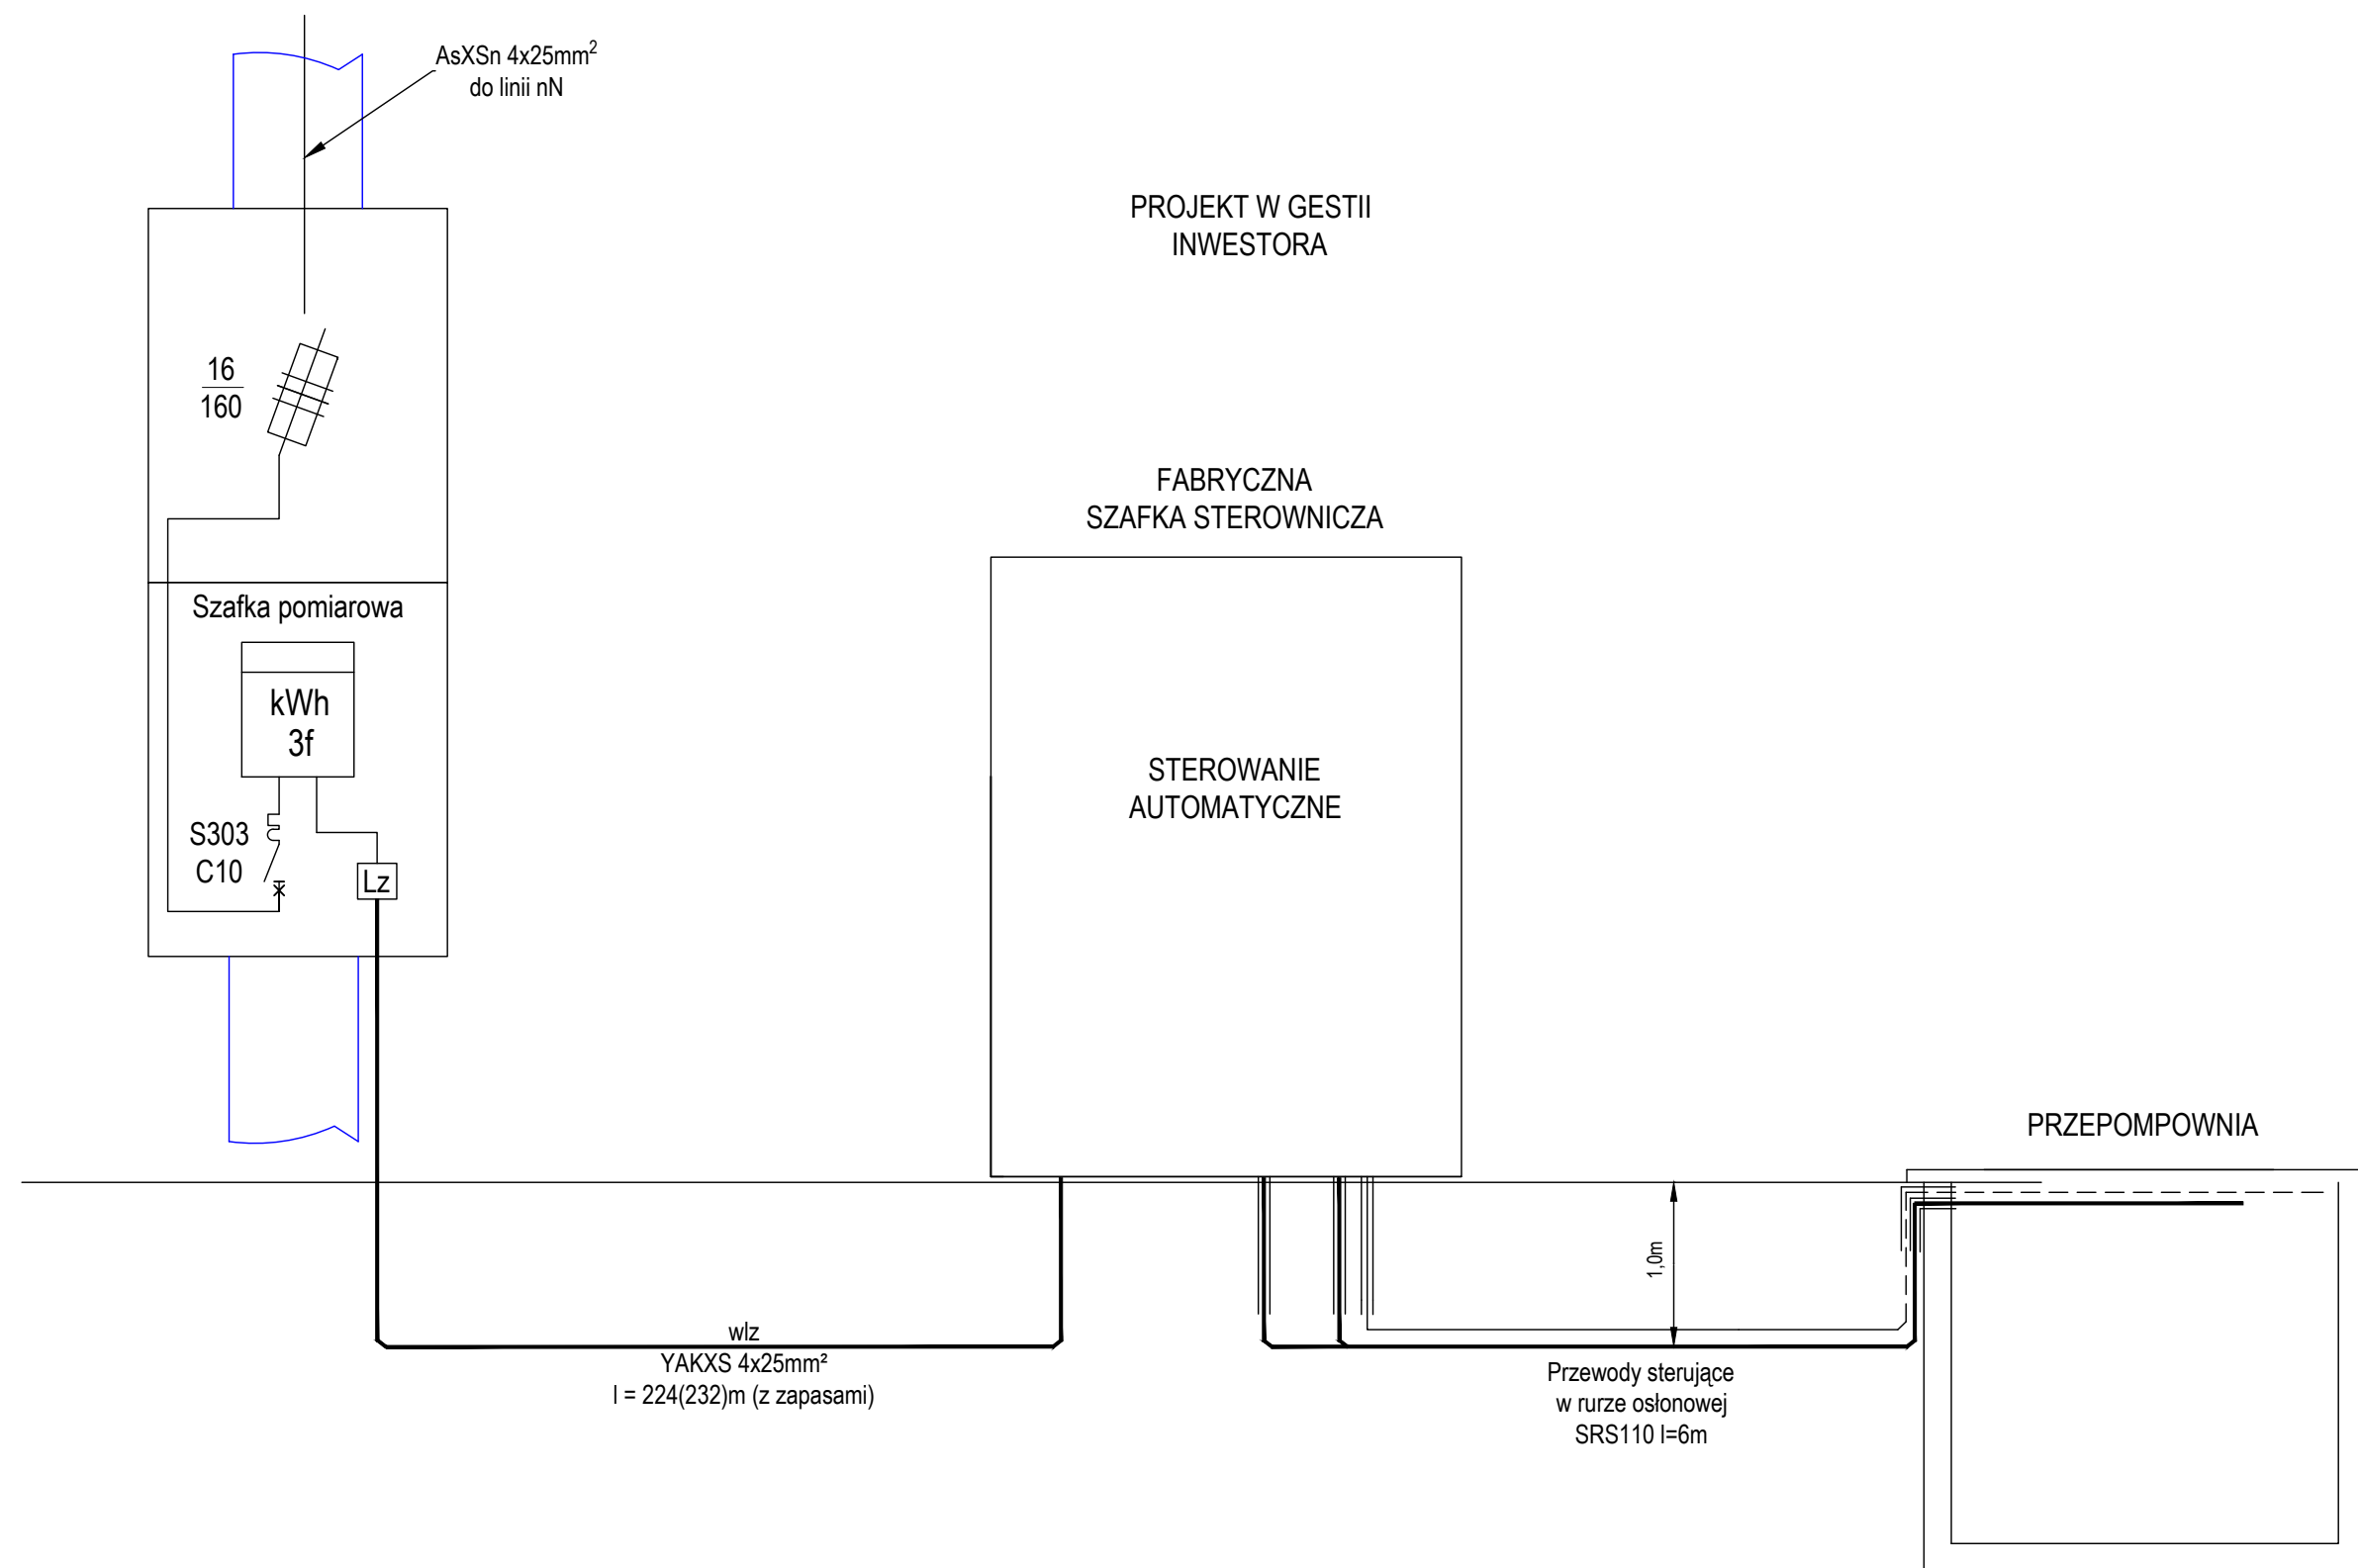 AsXSn 4x25mm²
do linii nN
PROJEKT W GESTII
INWESTORA
16
160
FABRYCZNA
SZAFKA STEROWNICZA
Szafka pomiarowa
kWh
3f
STEROWANIE
AUTOMATYCZNE
S303
C10
Lz
PRZEPOMPOWNIA
1,0m
wlz
YAKXS 4x25mm²
l = 224(232)m (z zapasami)
Przewody sterujące
w rurze osłonowej
SRS110 l=6m